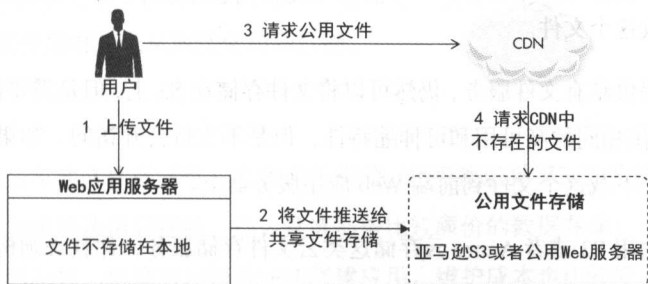 3 请求公用文件
CDN
用户
1 上传文件
4 请求CDN中
不存在的文件
Web应用服务器
文件不存储在本地
2 将文件推送给
共享文件存储
公用文件存储
亚马逊S3或者公用Web服务器